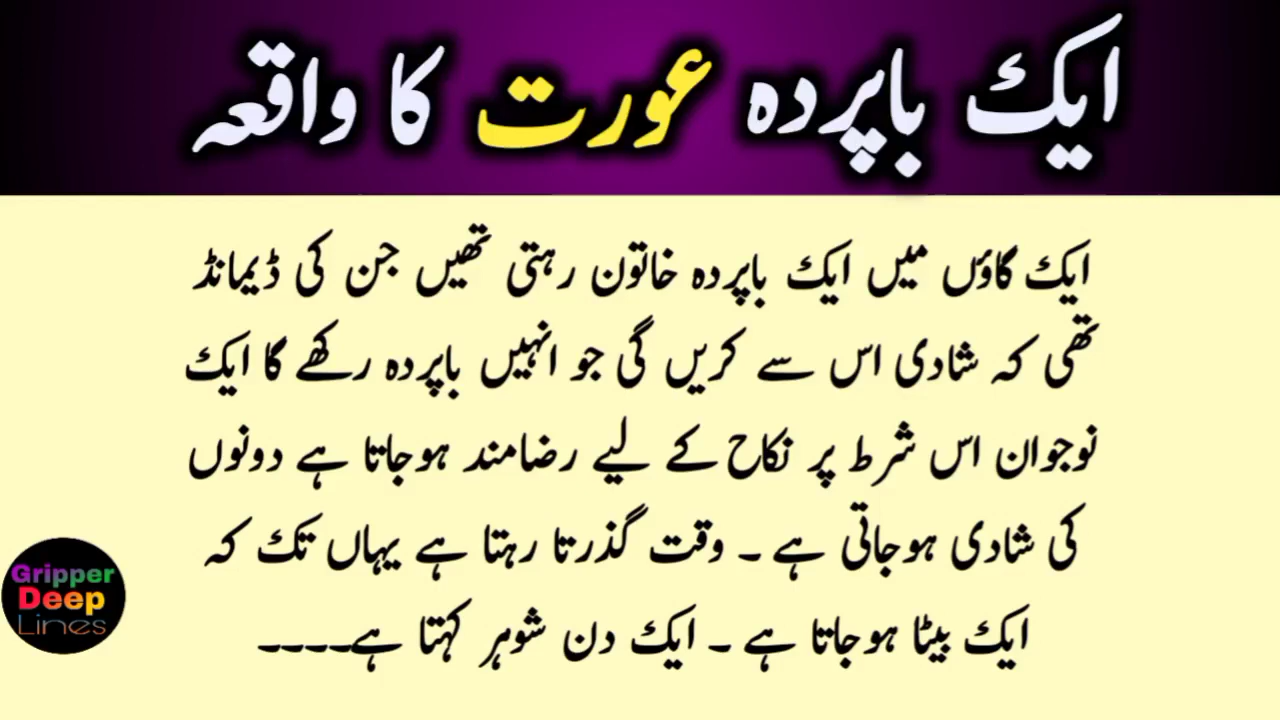 ایک باپردہ عورت کا واقعہ
ایک گاؤں میں ایک باپردہ خاتون رہتی تھیں جن کی ڈیمانڈ
تھی کہ شادی اس سے کریں گی جو انہیں باپردہ رکھے گا ایک
نوجوان اس شرط پر نکاح کے لیے رضامند ہوجاتا ہے دونوں
کی شادی ہوجاتی ہے ۔ وقت گذرتا رہتا ہے یہاں تک کہ
ایک بیٹا ہوجاتا ہے ۔ ایک دن شوہر کہتا ہے۔۔۔۔
Gripper
Deep
Lines